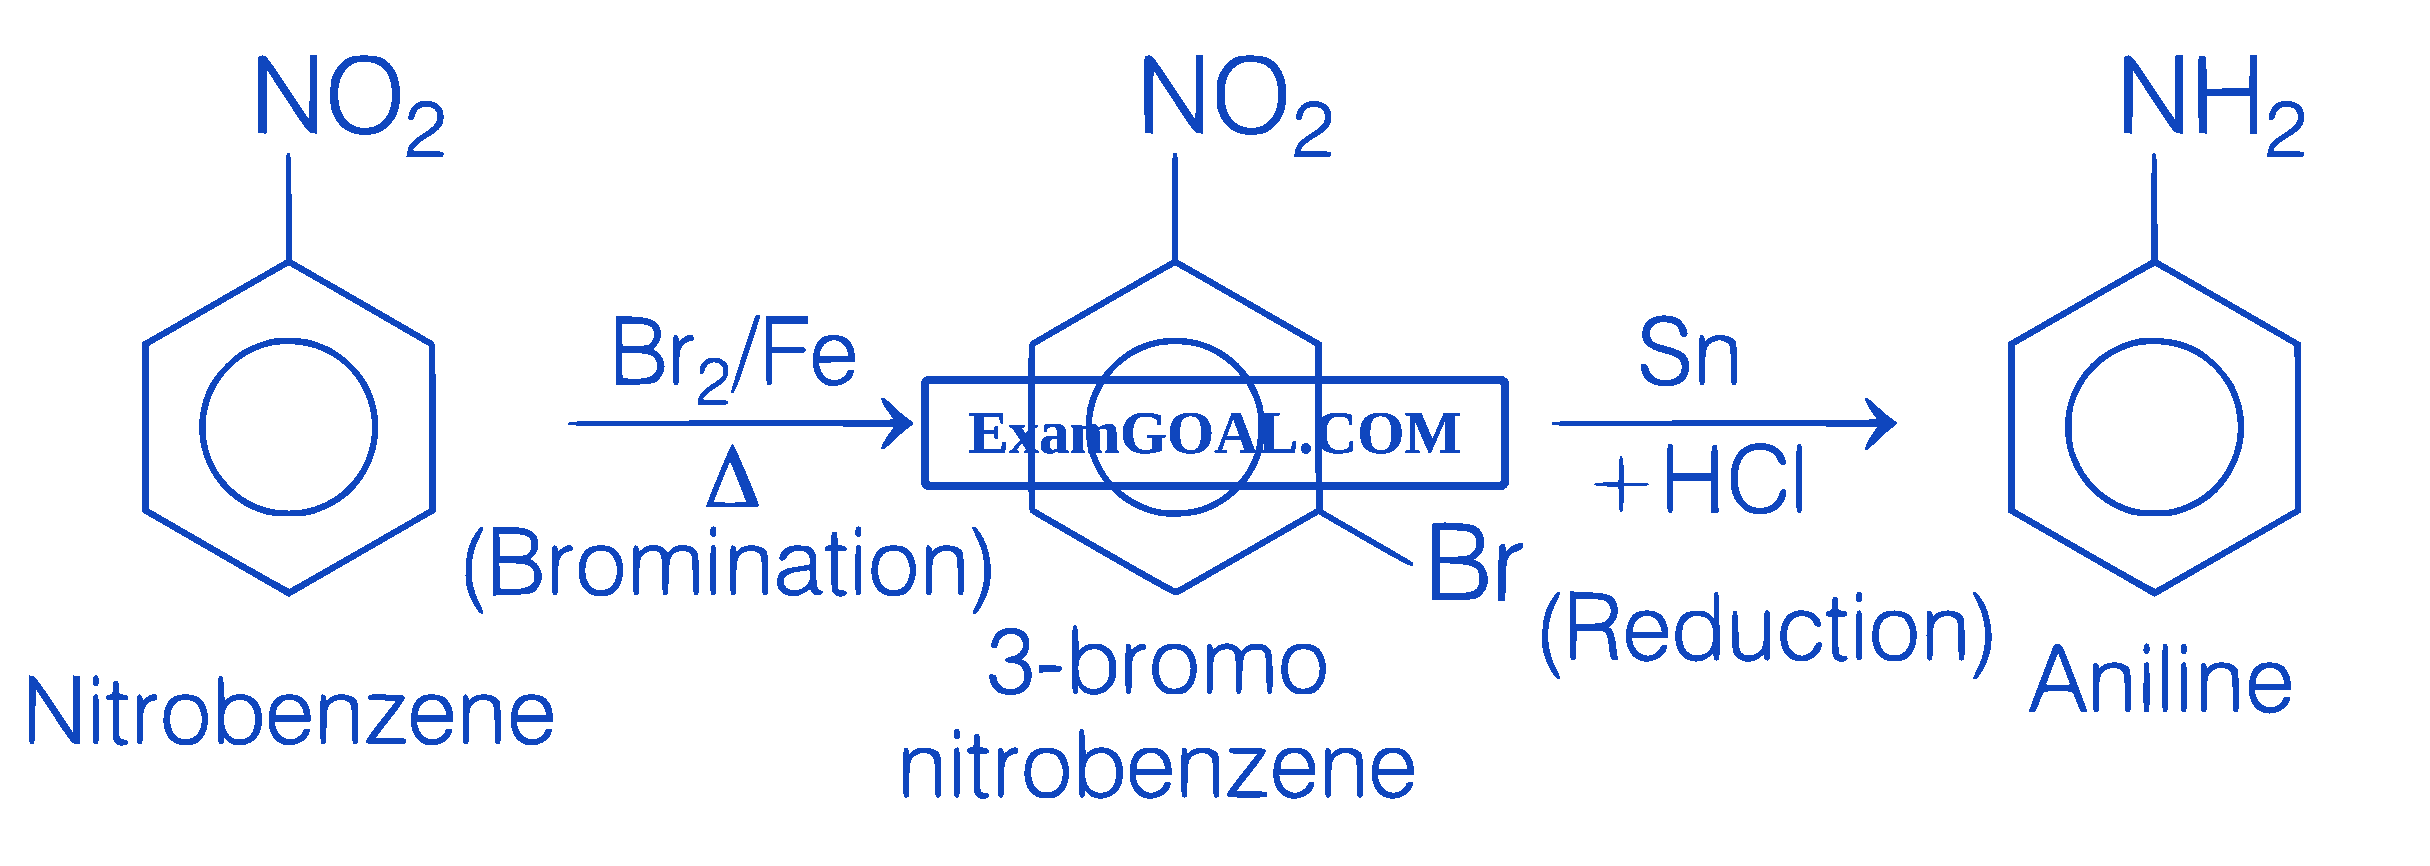 NO2
NO2
NH2
Br2/Fe
Δ
(Bromination)
ExamGOAL.COM
Br
Sn
+HCl
(Reduction)
Nitrobenzene
3-bromo
nitrobenzene
Aniline